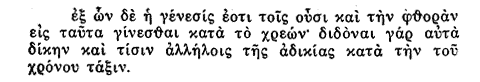 ἐξ ὧν δὲ ἡ γένεσίς ἐστι τοῖς οὖσι καὶ τὴν φθορὰν
εἰς ταῦτα γίνεσθαι κατὰ τὸ χρεών· διδόναι γὰρ αὐτὰ
δίκην καὶ τίσιν ἀλλήλοις τῆς ἀδικίας κατὰ τὴν τοῦ
χρόνου τάξιν.